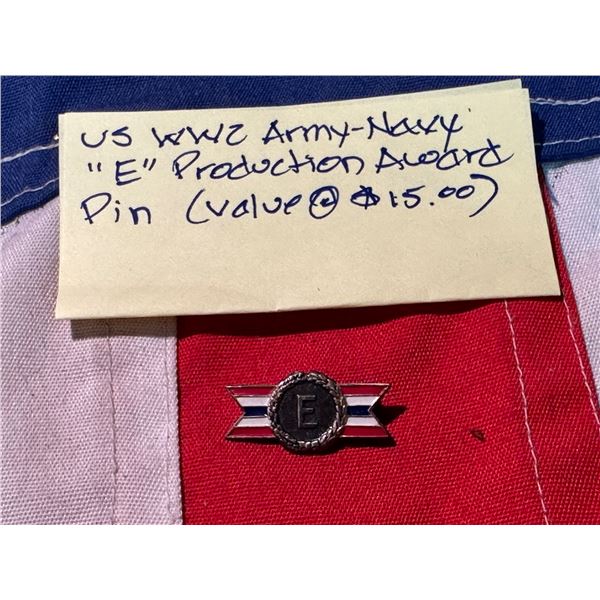 US WW2 Army-Navy
"E" Production Award
Pin (value @ $15.00)
E